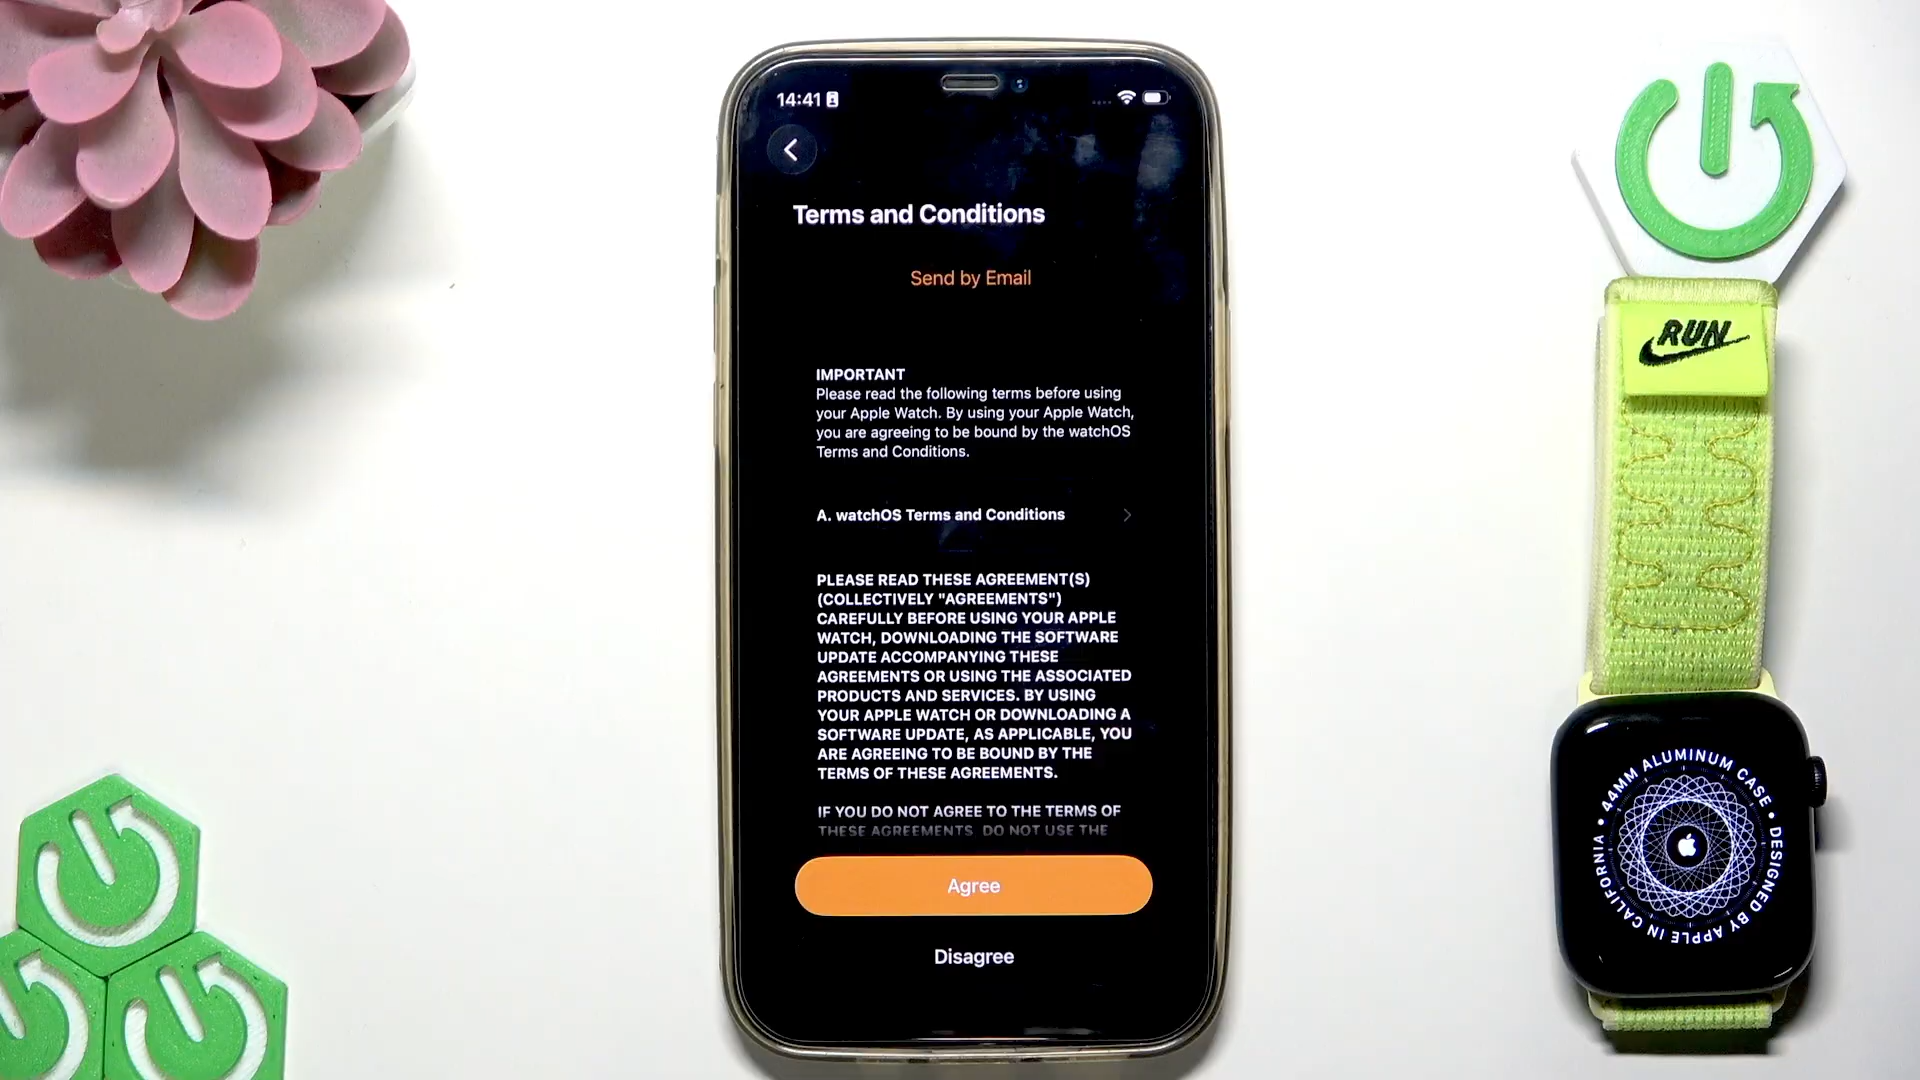 14:41
Terms and Conditions
Send by Email
IMPORTANT
Please read the following terms before using
your Apple Watch. By using your Apple Watch,
you are agreeing to be bound by the watchOS
Terms and Conditions.
A. watchOS Terms and Conditions
PLEASE READ THESE AGREEMENT(S)
(COLLECTIVELY "AGREEMENTS")
CAREFULLY BEFORE USING YOUR APPLE
WATCH, DOWNLOADING THE SOFTWARE
UPDATE ACCOMPANYING THESE
AGREEMENTS OR USING THE ASSOCIATED
PRODUCTS AND SERVICES. BY USING
YOUR APPLE WATCH OR DOWNLOADING A
SOFTWARE UPDATE, AS APPLICABLE, YOU
ARE AGREEING TO BE BOUND BY THE
TERMS OF THESE AGREEMENTS.
IF YOU DO NOT AGREE TO THE TERMS OF
THESE AGREEMENTS, DO NOT USE THE
Agree
Disagree
RUN
44MM ALUMINUM CASE • DESIGNED BY APPLE IN CALIFORNIA •